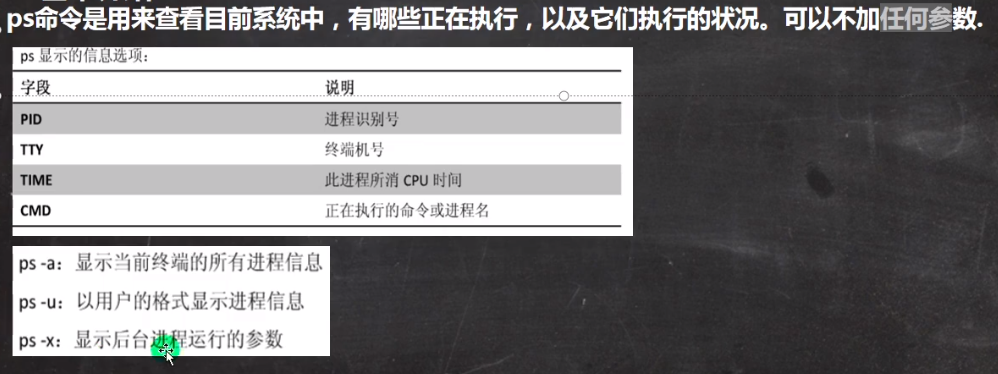 ps命令是用来查看目前系统中，有哪些正在执行，以及它们执行的状况。可以不加任何参数.
ps 显示的信息选项：
字段 说明
PID 进程识别号
TTY 终端机号
TIME 此进程所消 CPU 时间
CMD 正在执行的命令或进程名
ps -a：显示当前终端的所有进程信息
ps -u：以用户的格式显示进程信息
ps -x：显示后台进程运行的参数